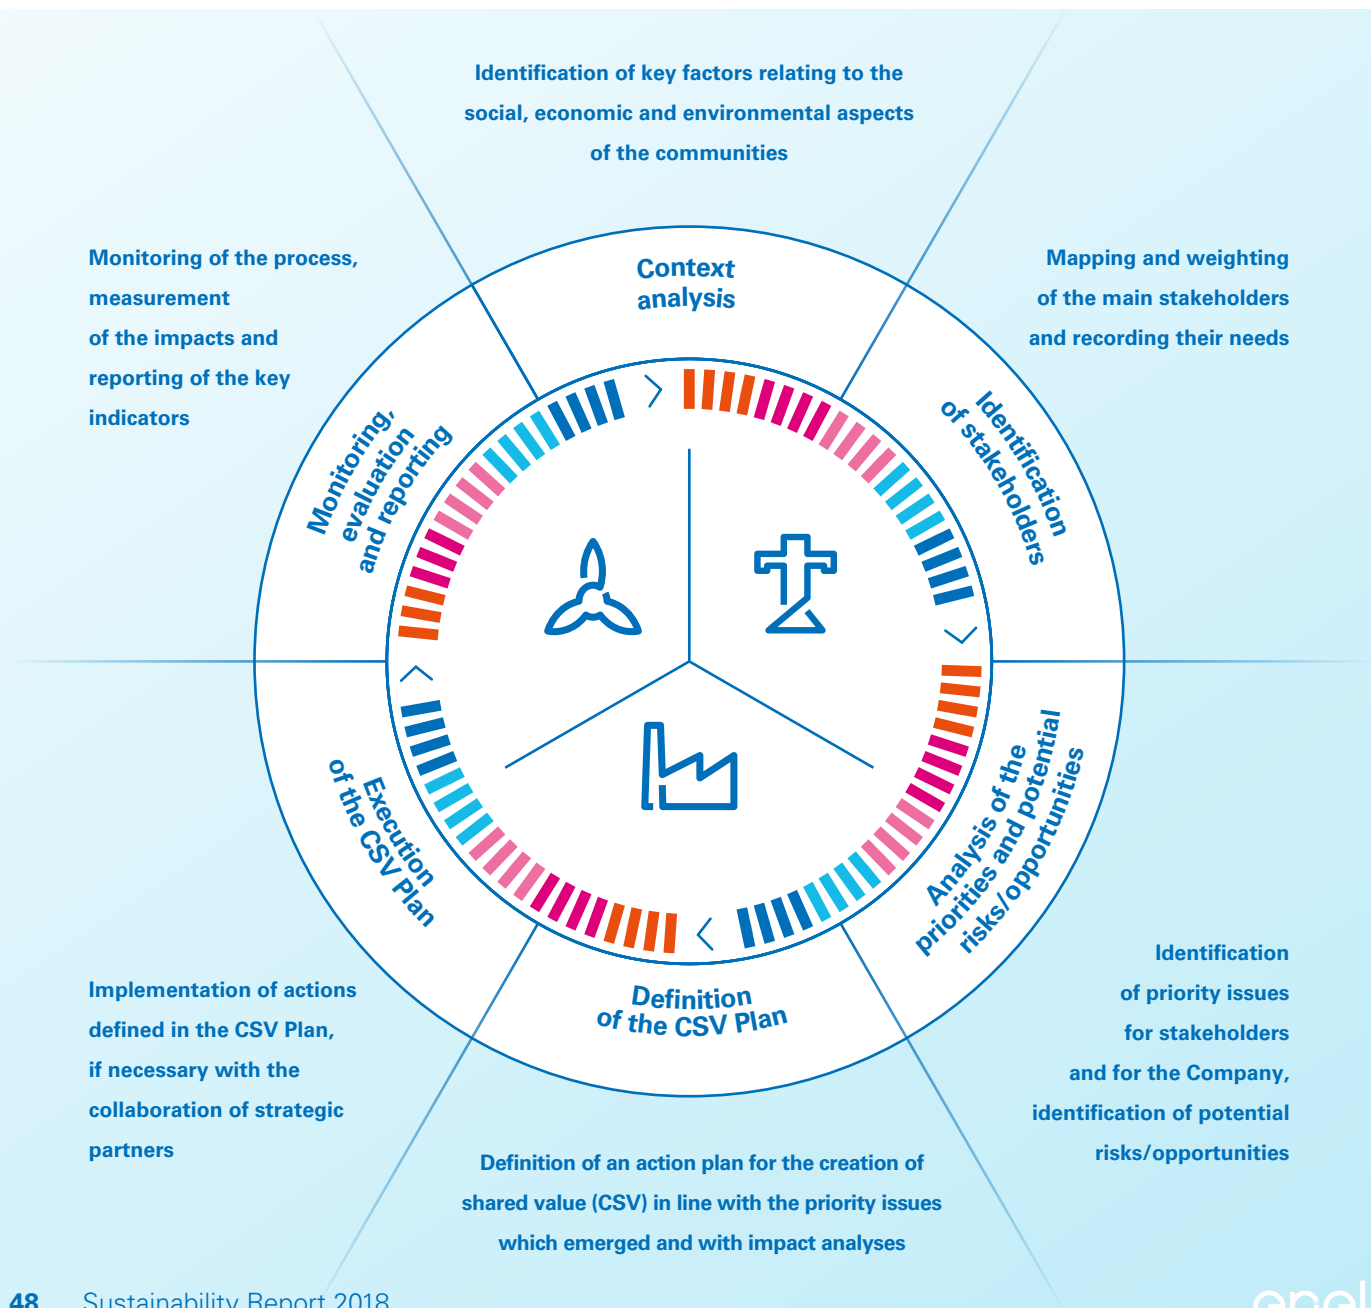 Identification of key factors relating to the
social, economic and environmental aspects
of the communities
Context
analysis
Mapping and weighting
of the main stakeholders
and recording their needs
Identification
of stakeholders
Analysis of the
priorities and potential
risks/opportunities
Identification
of priority issues
for stakeholders
and for the Company,
identification of potential
risks/opportunities
Definition
of the CSV Plan
Definition of an action plan for the creation of
shared value (CSV) in line with the priority issues
which emerged and with impact analyses
Execution
of the CSV Plan
Implementation of actions
defined in the CSV Plan,
if necessary with the
collaboration of strategic
partners
Monitoring,
evaluation
and reporting
Monitoring of the process,
measurement
of the impacts and
reporting of the key
indicators
48 Sustainability Report 2018
enel